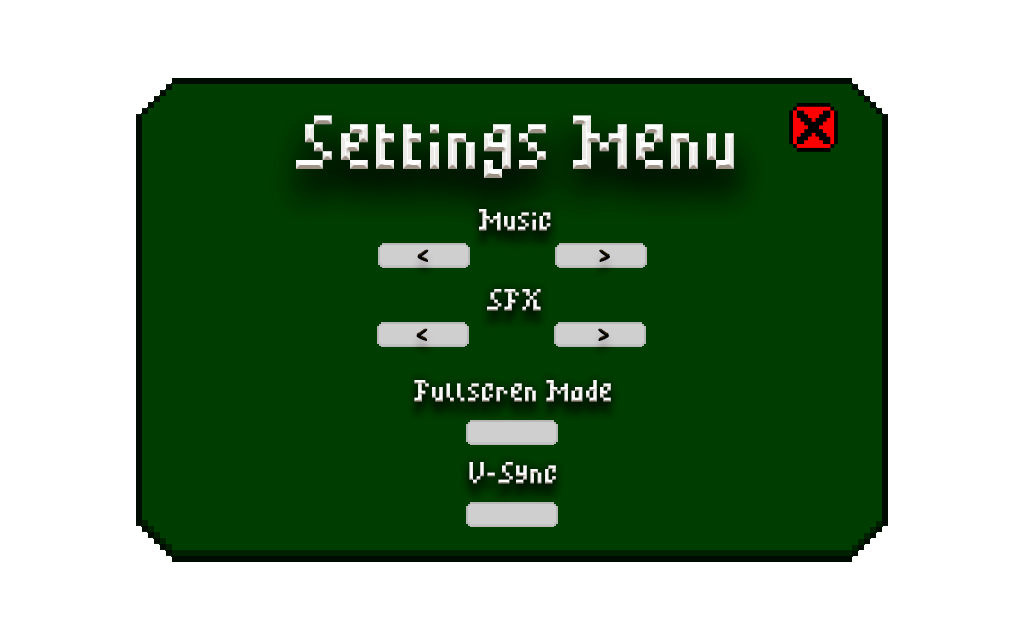 Settings Menu
Music
< >
SFX
< >
Fullscren Mode
V-Sync